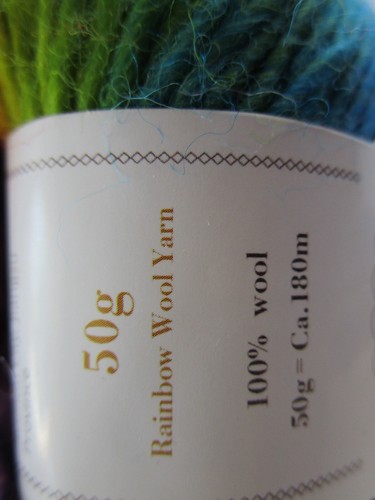 50g
Rainbow Wool Yarn
100% wool
50g = Ca.180m